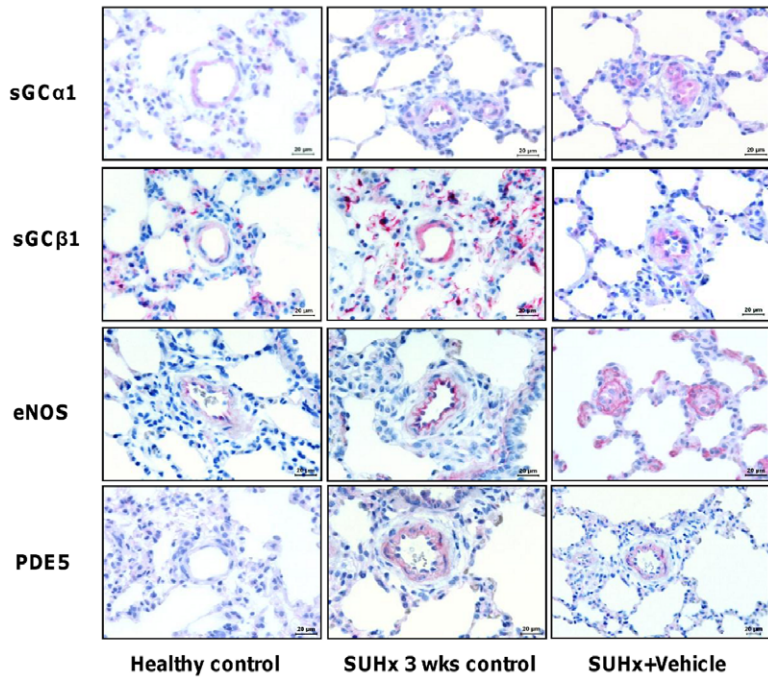 sGCα1
20 µm
20 µm
20 µm
sGCβ1
20 µm
20 µm
20 µm
eNOS
20 µm
20 µm
20 µm
PDE5
20 µm
20 µm
20 µm
Healthy control
SUHx 3 wks control
SUHx+Vehicle